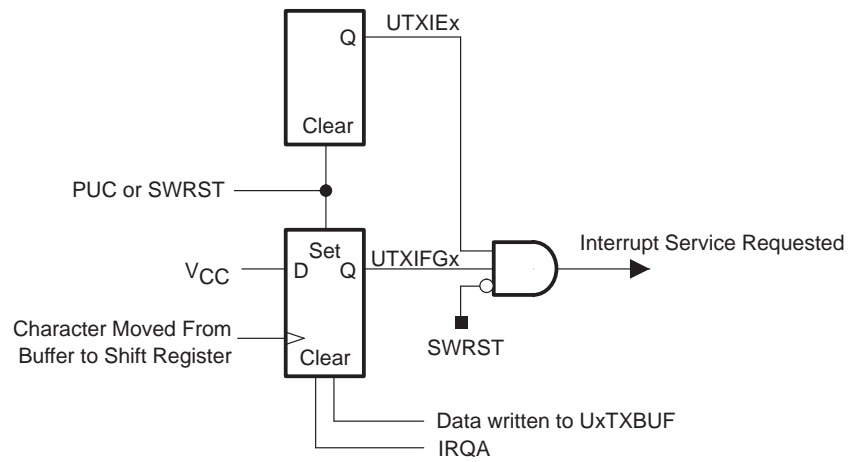 Q
UTXIEx
Clear
PUC or SWRST
Set
UTXIFGx
VCC
D
Q
Interrupt Service Requested
Character Moved From
Buffer to Shift Register
Clear
SWRST
Data written to UxTXBUF
IRQA